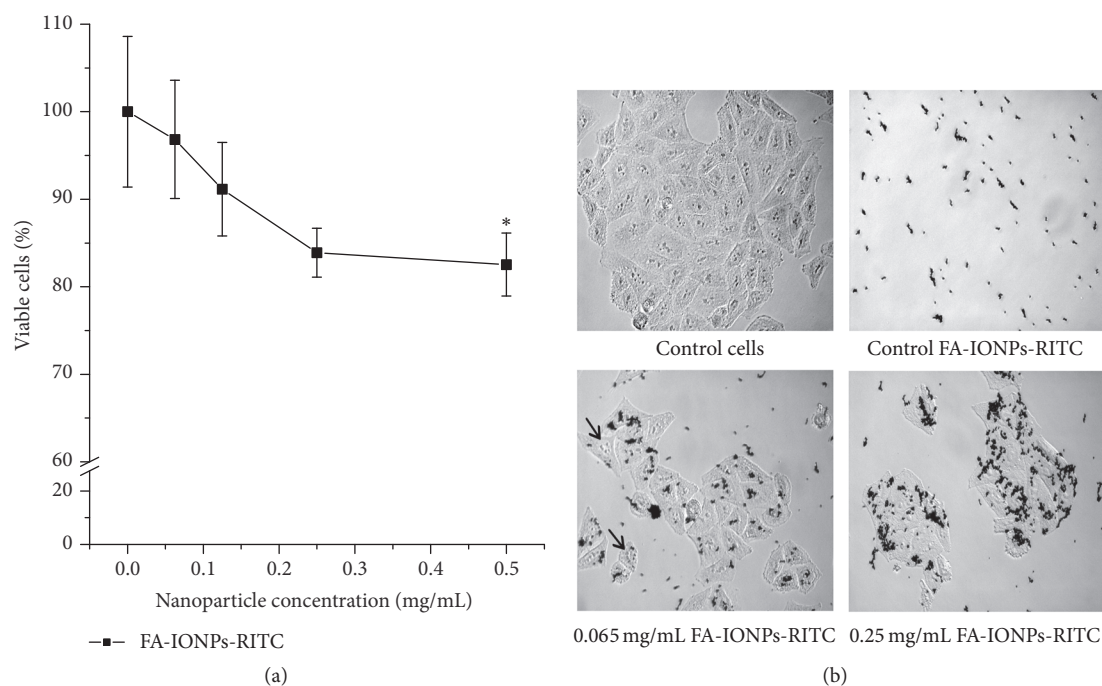 110
100
90
80
70
60
20
0
Viable cells (%)
*
0.0 0.1 0.2 0.3 0.4 0.5
Nanoparticle concentration (mg/mL)
FA-IONPs-RITC
(a)
Control cells
Control FA-IONPs-RITC
0.065 mg/mL FA-IONPs-RITC
0.25 mg/mL FA-IONPs-RITC
(b)